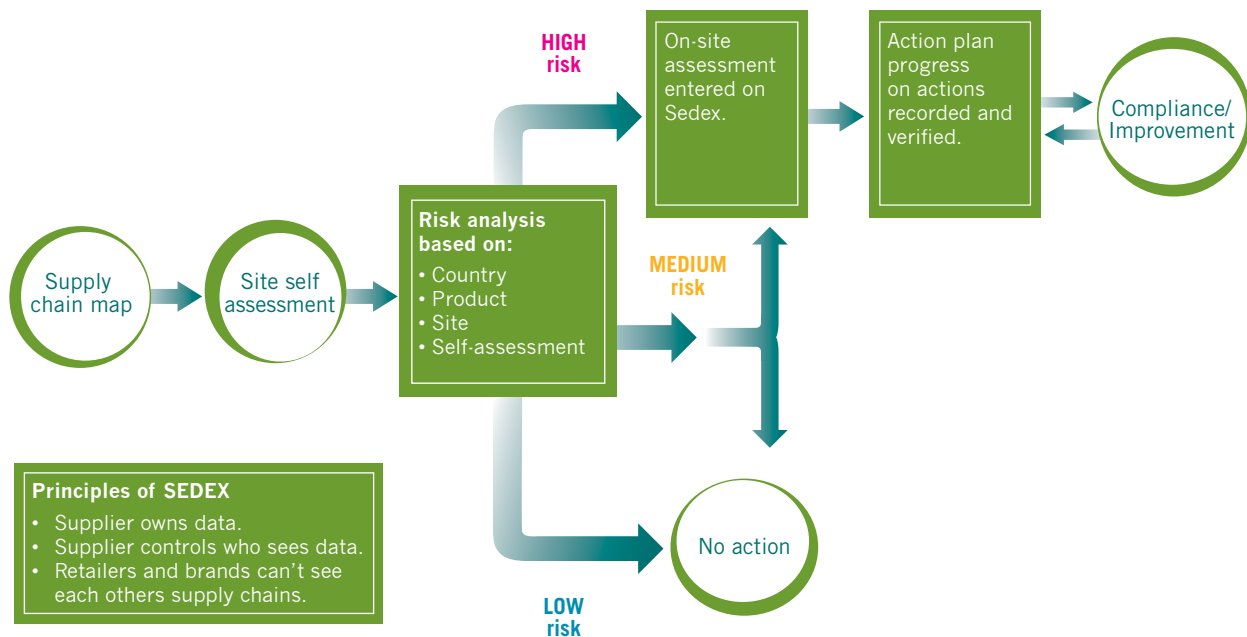 Supply
chain map
Site self
assessment
Risk analysis
based on:
• Country
• Product
• Site
• Self-assessment
HIGH
risk
On-site
assessment
entered on
Sedex.
Action plan
progress
on actions
recorded and
verified.
Compliance/
Improvement
MEDIUM
risk
No action
LOW
risk
Principles of SEDEX
• Supplier owns data.
• Supplier controls who sees data.
• Retailers and brands can’t see
each others supply chains.